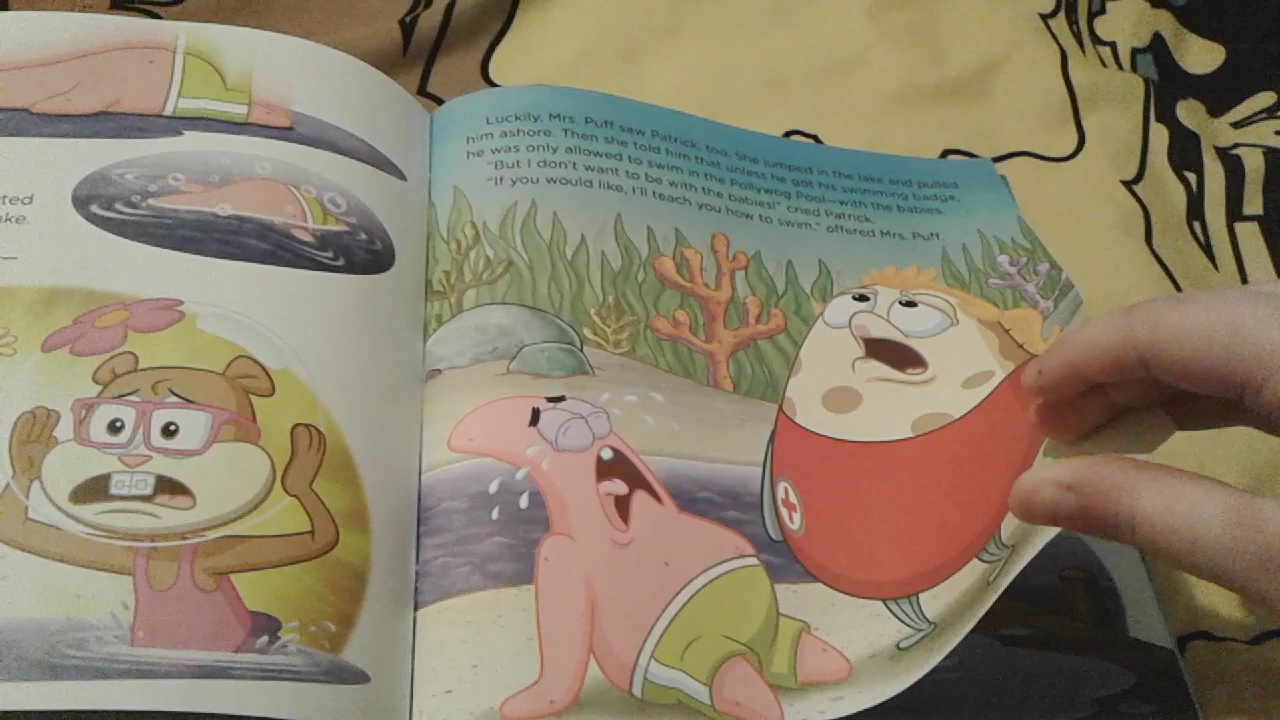 ted
ke.
Luckily, Mrs. Puff saw Patrick, too. She jumped in the lake and pulled
him ashore. Then she told him that unless he got his swimming badge,
he was only allowed to swim in the Pollywog Pool—with the babies.
"But I don't want to be with the babies!" cried Patrick.
"If you would like, I'll teach you how to swim," offered Mrs. Puff.